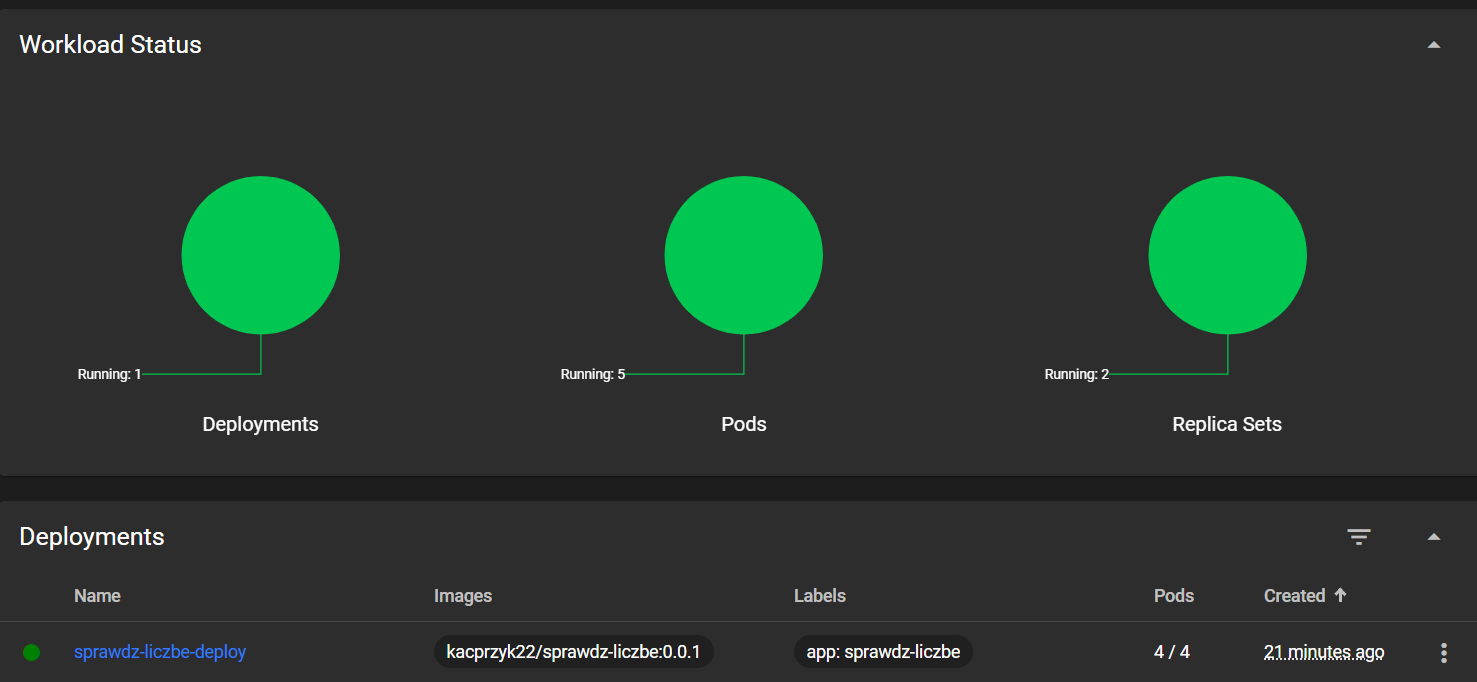 Workload Status
Running: 1
Running: 5
Running: 2
Deployments
Pods
Replica Sets
Deployments
Name Images Labels Pods Created
sprawdz-liczbe-deploy kacprzyk22/sprawdz-liczbe:0.0.1 app: sprawdz-liczbe 4 / 4 21 minutes ago